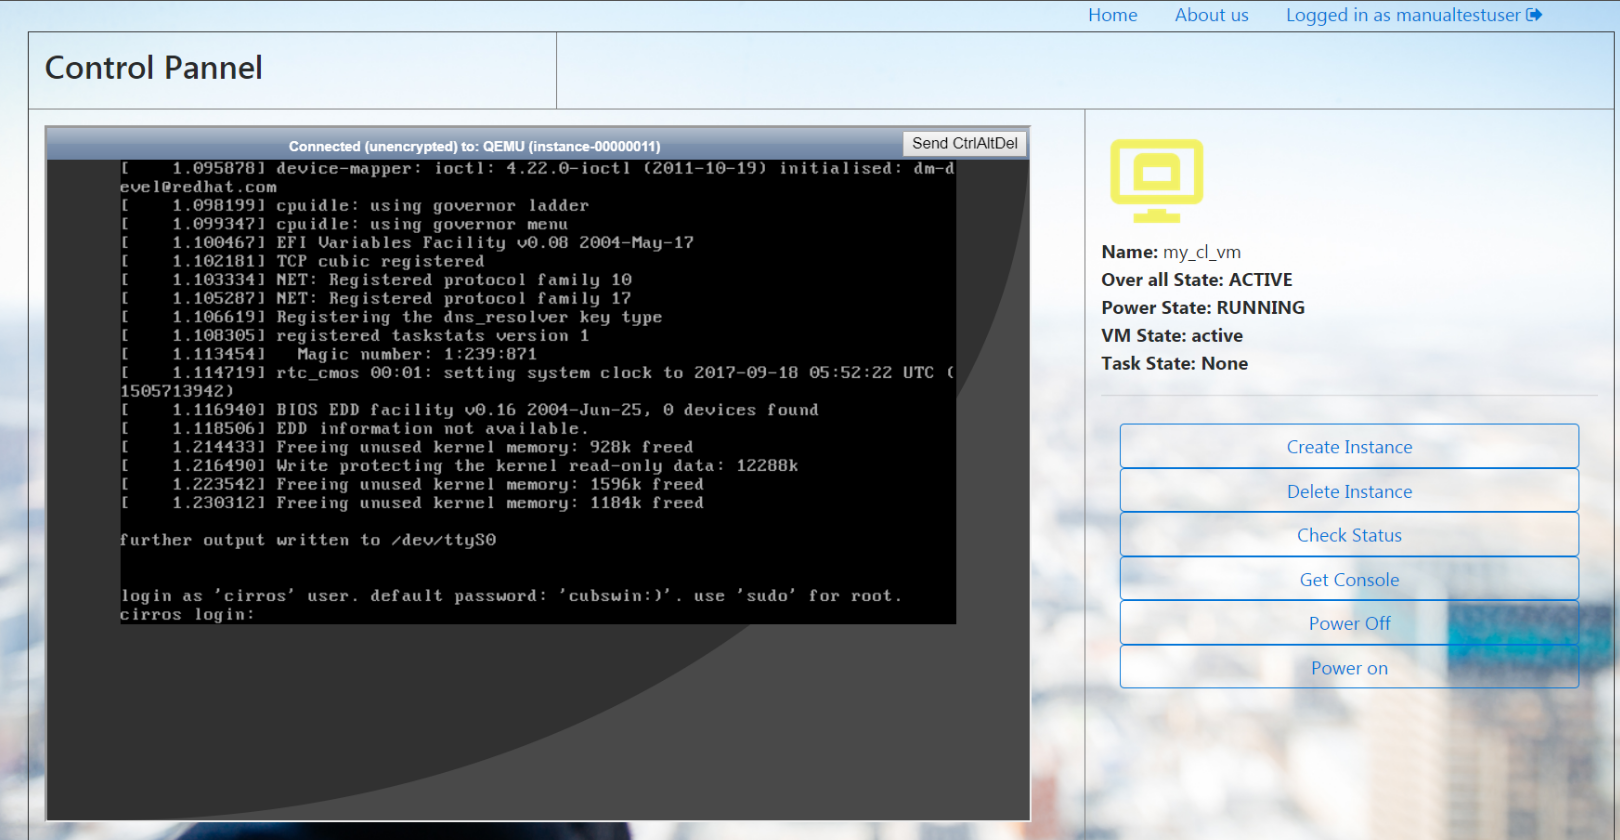 Home About us Logged in as manualtestuser
Control Pannel
Connected (unencrypted) to: QEMU (instance-00000011) Send CtrlAltDel
[    1.095878] device-mapper: ioctl: 4.22.0-ioctl (2011-10-19) initialised: dm-d
evel@redhat.com
[    1.098199] cpuidle: using governor ladder
[    1.099347] cpuidle: using governor menu
[    1.100467] EFI Variables Facility v0.08 2004-May-17
[    1.102181] TCP cubic registered
[    1.103334] NET: Registered protocol family 10
[    1.105287] NET: Registered protocol family 17
[    1.106619] Registering the dns_resolver key type
[    1.108305] registered taskstats version 1
[    1.113454]   Magic number: 1:239:871
[    1.114719] rtc_cmos 00:01: setting system clock to 2017-09-18 05:52:22 UTC (
1505713942)
[    1.116940] BIOS EDD facility v0.16 2004-Jun-25, 0 devices found
[    1.118506] EDD information not available.
[    1.214433] Freeing unused kernel memory: 928k freed
[    1.216490] Write protecting the kernel read-only data: 12288k
[    1.223542] Freeing unused kernel memory: 1596k freed
[    1.230312] Freeing unused kernel memory: 1184k freed
further output written to /dev/ttyS0
login as 'cirros' user. default password: 'cubswin:)'. use 'sudo' for root.
cirros login:
Name: my_cl_vm
Over all State: ACTIVE
Power State: RUNNING
VM State: active
Task State: None
Create Instance
Delete Instance
Check Status
Get Console
Power Off
Power on